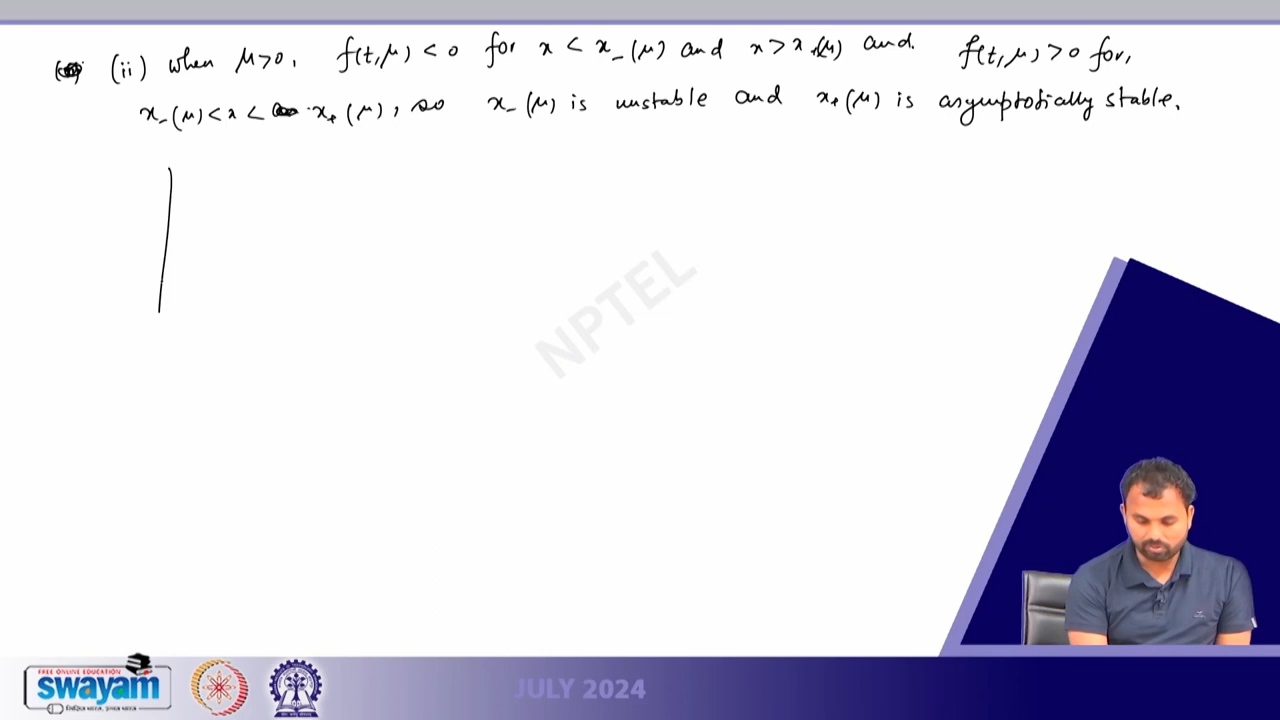 (ii) when μ>0, f(t,μ) < 0 for x < x₋(μ) and x > x₊(μ) and f(t,μ) > 0 for,
x₋(μ) < x < x₊(μ), so x₋(μ) is unstable and x₊(μ) is asymptotically stable.
NPTEL
FREE ONLINE EDUCATION
swayam
JULY 2024